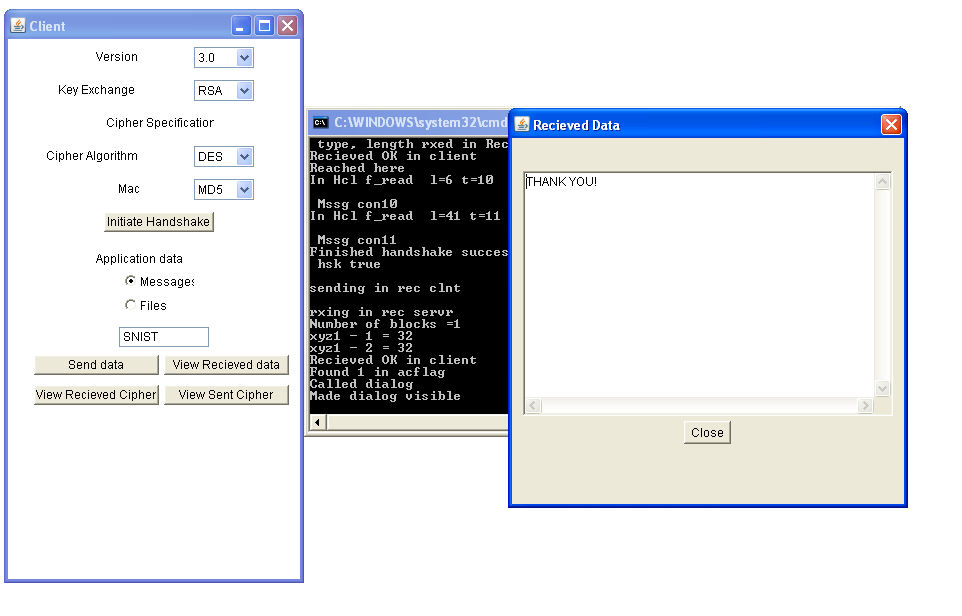 Client
Version 3.0
Key Exchange RSA
Cipher Specification
Cipher Algorithm DES
Mac MD5
Initiate Handshake
Application data
Messages
Files
SNIST
Send data View Recieved data
View Recieved Cipher View Sent Cipher
C:\WINDOWS\system32\cmd
type, length rxed in Rec
Recieved OK in client
Reached here
In Hcl f_read l=6 t=10
Mssg con10
In Hcl f_read l=41 t=11
Mssg con11
Finished handshake succes
hsk true
sending in rec clnt
rxing in rec servr
Number of blocks =1
xyz1 - 1 = 32
xyz1 - 2 = 32
Recieved OK in client
Found 1 in acflag
Called dialog
Made dialog visible
Recieved Data
THANK YOU!
Close